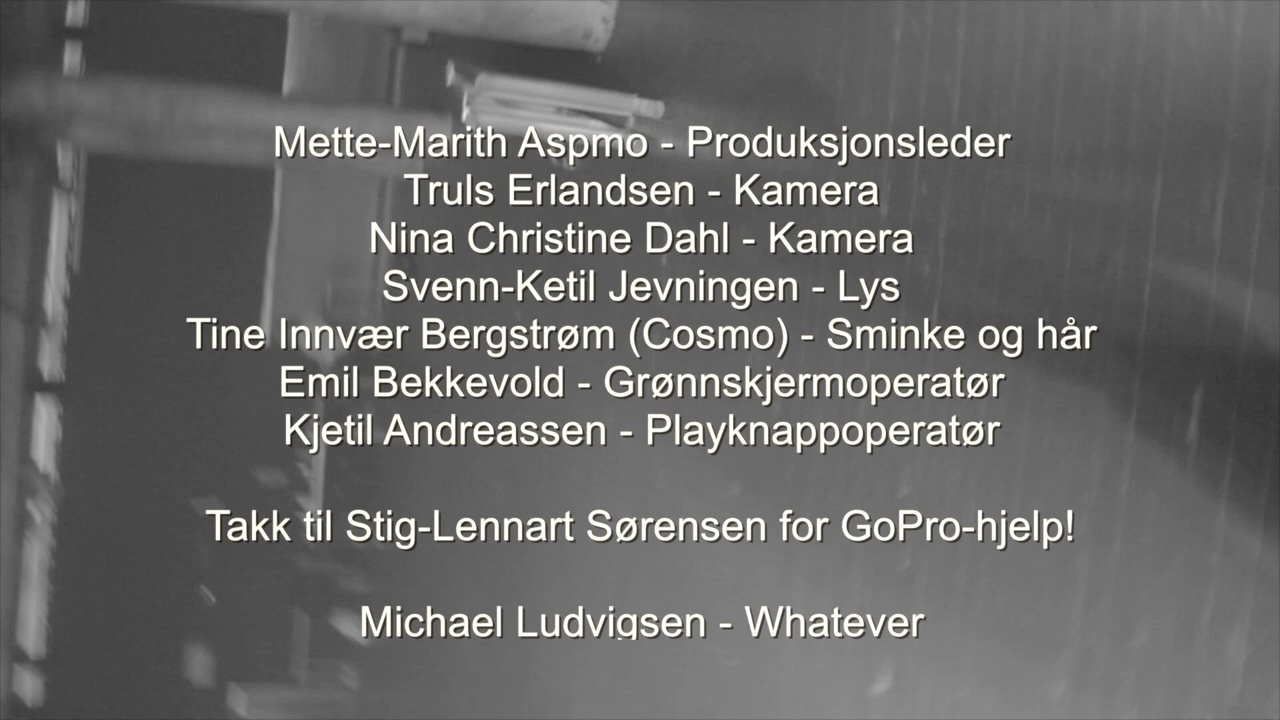 Mette-Marith Aspmo - Produksjonsleder
Truls Erlandsen - Kamera
Nina Christine Dahl - Kamera
Svenn-Ketil Jevningen - Lys
Tine Innvær Bergstrøm (Cosmo) - Sminke og hår
Emil Bekkevold - Grønnskjermoperatør
Kjetil Andreassen - Playknappoperatør
Takk til Stig-Lennart Sørensen for GoPro-hjelp!
Michael Ludvigsen - Whatever